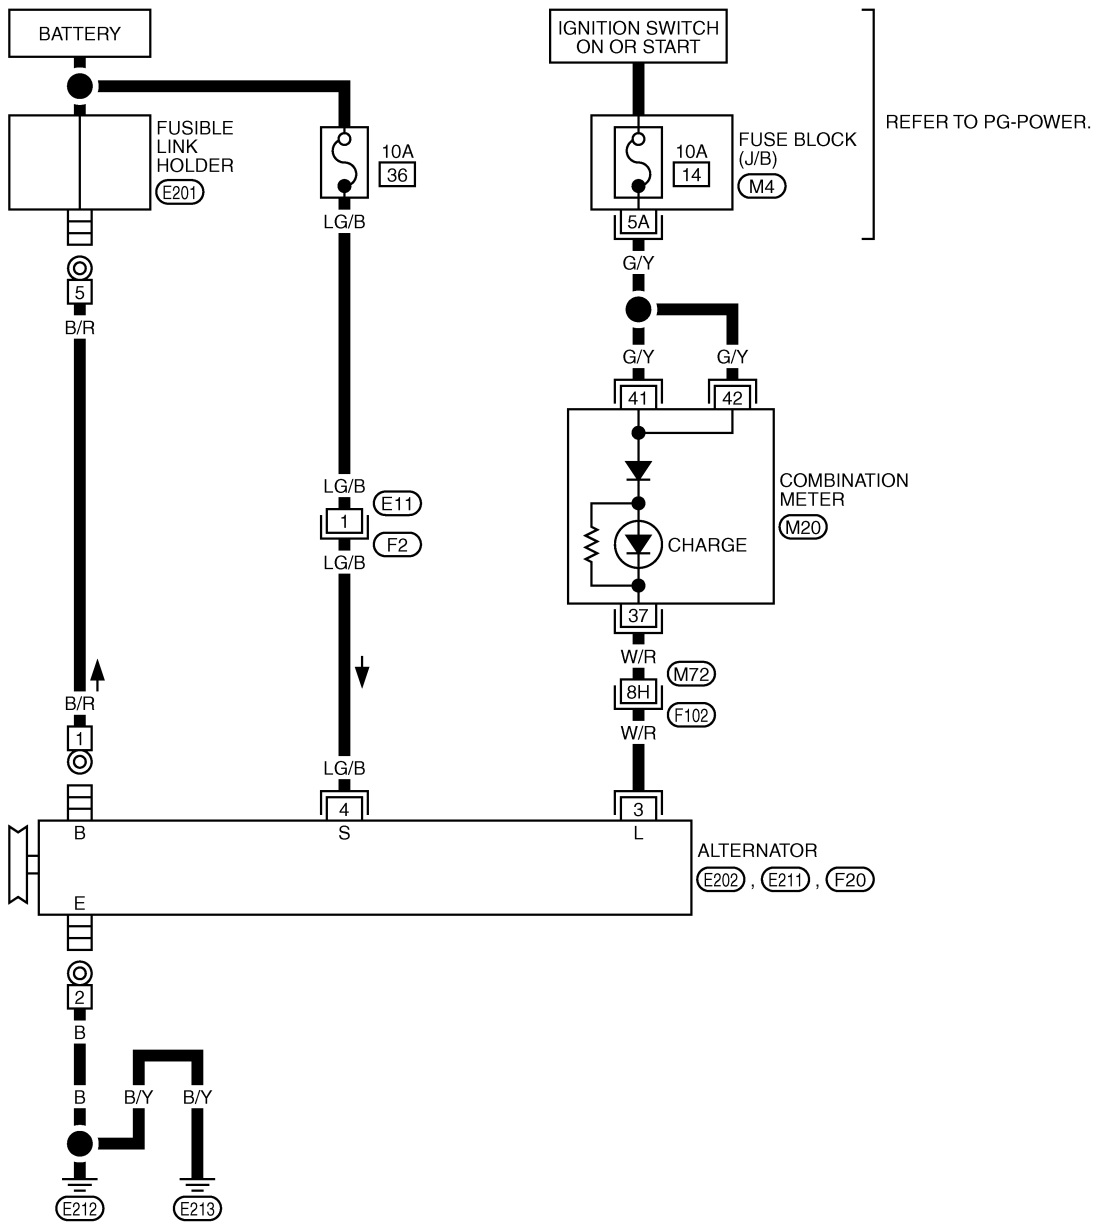 BATTERY
IGNITION SWITCH
ON OR START
REFER TO PG-POWER.
FUSIBLE
LINK
HOLDER
E201
10A
36
10A
14
FUSE BLOCK
(J/B)
M4
LG/B
5A
G/Y
5
B/R
G/Y
G/Y
41
42
COMBINATION
METER
M20
LG/B
E11
1
F2
LG/B
CHARGE
37
W/R
M72
8H
F102
W/R
B/R
1
LG/B
4
3
B
S
L
ALTERNATOR
E202 , E211 , F20
E
2
B
B
B/Y
B/Y
E212
E213